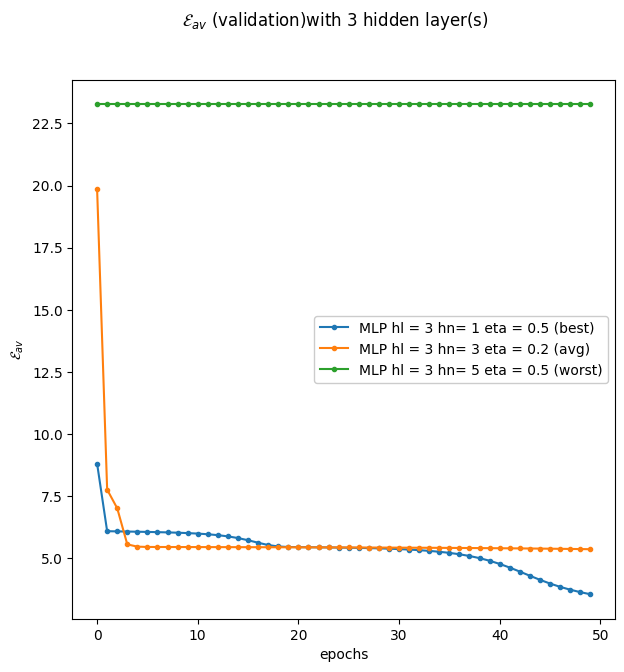 ℰav (validation)with 3 hidden layer(s)
22.5
20.0
17.5
15.0
12.5
10.0
7.5
5.0
ℰav
MLP hl = 3 hn= 1 eta = 0.5 (best)
MLP hl = 3 hn= 3 eta = 0.2 (avg)
MLP hl = 3 hn= 5 eta = 0.5 (worst)
0 10 20 30 40 50
epochs